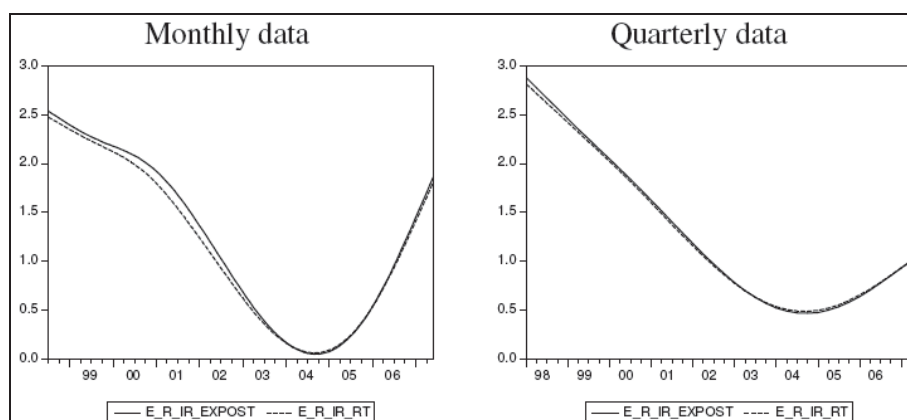 Monthly data
3.0
2.5
2.0
1.5
1.0
0.5
0.0
99 00 01 02 03 04 05 06
E_R_IR_EXPOST E_R_IR_RT
Quarterly data
3.0
2.5
2.0
1.5
1.0
0.5
0.0
98 99 00 01 02 03 04 05 06
E_R_IR_EXPOST E_R_IR_RT